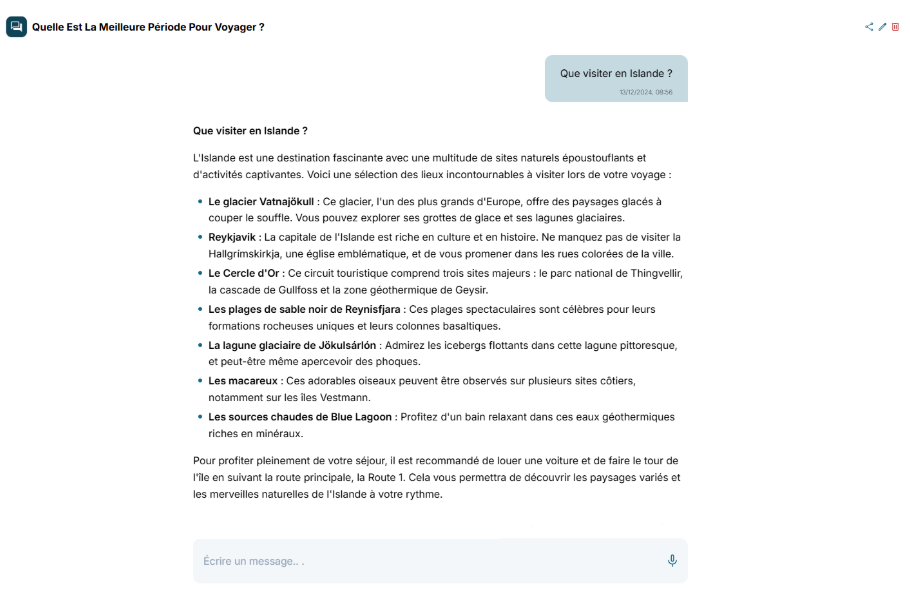 Quelle Est La Meilleure Période Pour Voyager ?
Que visiter en Islande ?
13/12/2024, 08:56
Que visiter en Islande ?
L'Islande est une destination fascinante avec une multitude de sites naturels époustouflants et
d'activités captivantes. Voici une sélection des lieux incontournables à visiter lors de votre voyage :
• Le glacier Vatnajökull : Ce glacier, l'un des plus grands d'Europe, offre des paysages glacés à
couper le souffle. Vous pouvez explorer ses grottes de glace et ses lagunes glaciaires.
• Reykjavik : La capitale de l'Islande est riche en culture et en histoire. Ne manquez pas de visiter la
Hallgrímskirkja, une église emblématique, et de vous promener dans les rues colorées de la ville.
• Le Cercle d'Or : Ce circuit touristique comprend trois sites majeurs : le parc national de Thingvellir,
la cascade de Gullfoss et la zone géothermique de Geysir.
• Les plages de sable noir de Reynisfjara : Ces plages spectaculaires sont célèbres pour leurs
formations rocheuses uniques et leurs colonnes basaltiques.
• La lagune glaciaire de Jökulsárlón : Admirez les icebergs flottants dans cette lagune pittoresque,
et peut-être même apercevoir des phoques.
• Les macareux : Ces adorables oiseaux peuvent être observés sur plusieurs sites côtiers,
notamment sur les îles Vestmann.
• Les sources chaudes de Blue Lagoon : Profitez d'un bain relaxant dans ces eaux géothermiques
riches en minéraux.
Pour profiter pleinement de votre séjour, il est recommandé de louer une voiture et de faire le tour de
l'île en suivant la route principale, la Route 1. Cela vous permettra de découvrir les paysages variés et
les merveilles naturelles de l'Islande à votre rythme.
Écrire un message.. .